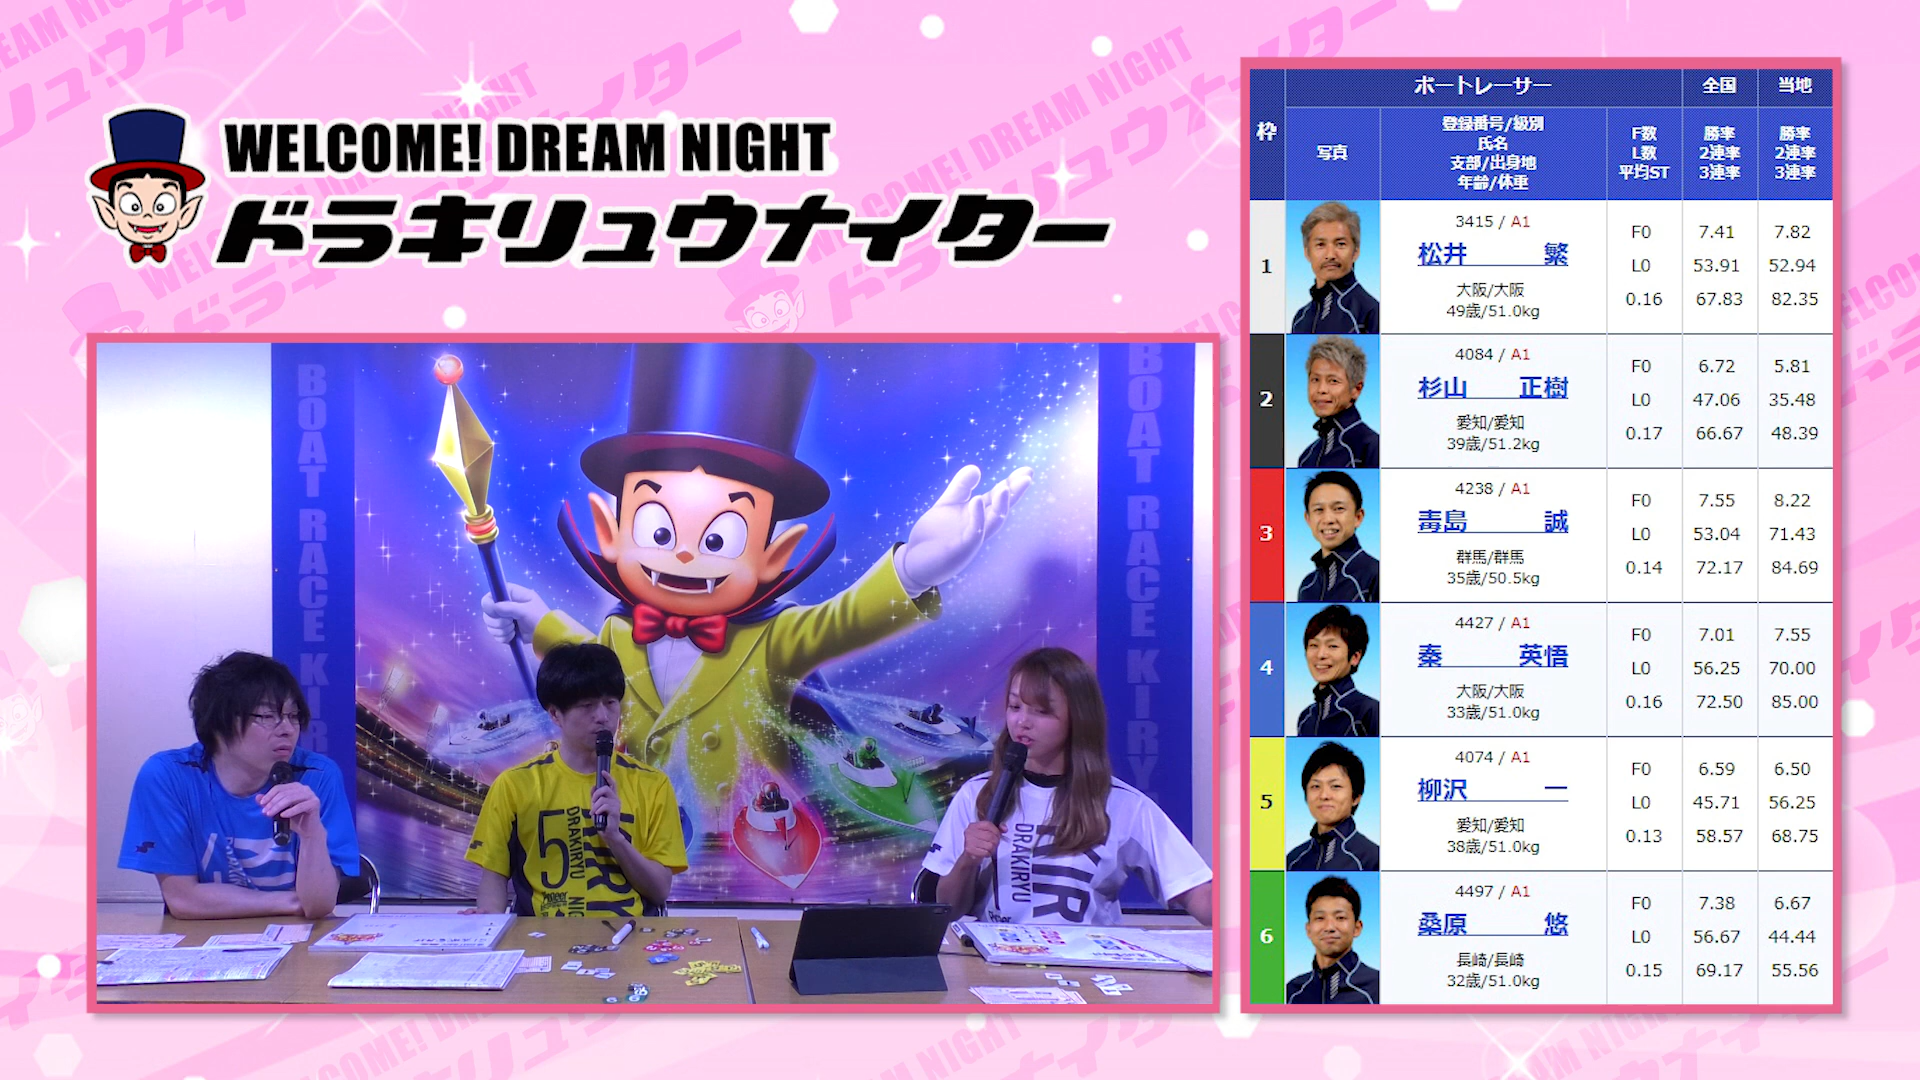 WELCOME! DREAM NIGHT
ドラキリュウナイター
BOAT RACE KIRY
BOAT RACE KIRY
5
DRAKIRYU
KIRY
DRAKIRYU
KIR
枠
ボートレーサー
全国
当地
写真
登録番号/級別
氏名
支部/出身地
年齢/体重
F数
L数
平均ST
勝率
2連率
3連率
勝率
2連率
3連率
1
3415 / A1
松井 繁
大阪/大阪
49歳/51.0kg
F0
L0
0.16
7.41
53.91
67.83
7.82
52.94
82.35
2
4084 / A1
杉山 正樹
愛知/愛知
39歳/51.2kg
F0
L0
0.17
6.72
47.06
66.67
5.81
35.48
48.39
3
4238 / A1
毒島 誠
群馬/群馬
35歳/50.5kg
F0
L0
0.14
7.55
53.04
72.17
8.22
71.43
84.69
4
4427 / A1
秦 英悟
大阪/大阪
33歳/51.0kg
F0
L0
0.16
7.01
56.25
72.50
7.55
70.00
85.00
5
4074 / A1
柳沢 一
愛知/愛知
38歳/51.0kg
F0
L0
0.13
6.59
45.71
58.57
6.50
56.25
68.75
6
4497 / A1
桑原 悠
長崎/長崎
32歳/51.0kg
F0
L0
0.15
7.38
56.67
69.17
6.67
44.44
55.56